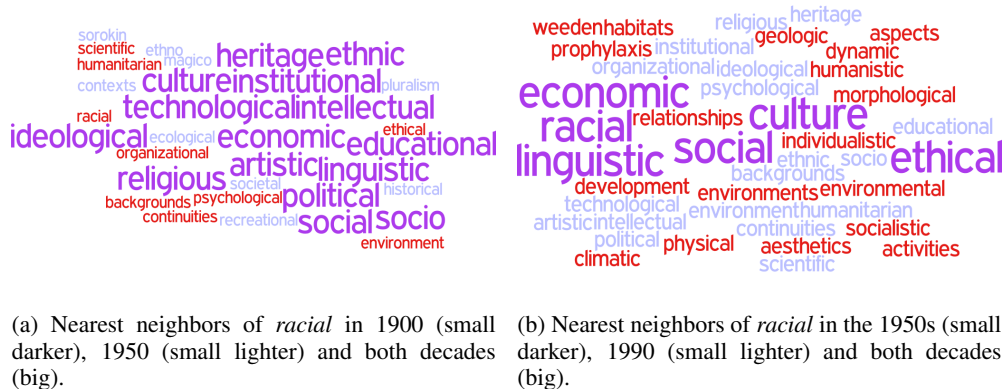 sorokin
scientific ethno
humanitarian magico heritage ethnic
contexts culture institutional pluralism
technological intellectual
racial
ideological ecological economic ethical educational
organizational
artistic linguistic
religious societal
backgrounds psychological political historical
continuities recreational social socio
environment
(a) Nearest neighbors of racial in 1900 (small
darker), 1950 (small lighter) and both decades
(big).
heritage
weeden habitats religious geologic aspects
prophylaxis institutional dynamic
organizational ideological humanistic
economic psychological morphological
racial relationships culture educational
individualistic
linguistic social ethnic socio ethical
backgrounds
development environments environmental
technological environment humanitarian
artistic intellectual continuities socialistic
political physical aesthetics activities
climatic scientific
(b) Nearest neighbors of racial in the 1950s (small
darker), 1990 (small lighter) and both decades
(big).